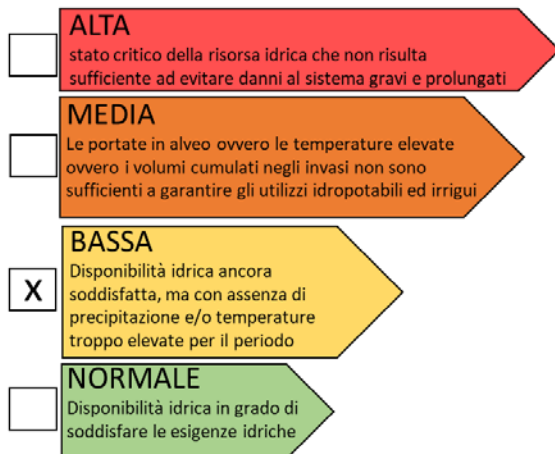 ALTA
stato critico della risorsa idrica che non risulta
sufficiente ad evitare danni al sistema gravi e prolungati
MEDIA
Le portate in alveo ovvero le temperature elevate
ovvero i volumi cumulati negli invasi non sono
sufficienti a garantire gli utilizzi idropotabili ed irrigui
BASSA
Disponibilità idrica ancora
soddisfatta, ma con assenza di
precipitazione e/o temperature
troppo elevate per il periodo
X
NORMALE
Disponibilità idrica in grado di
soddisfare le esigenze idriche